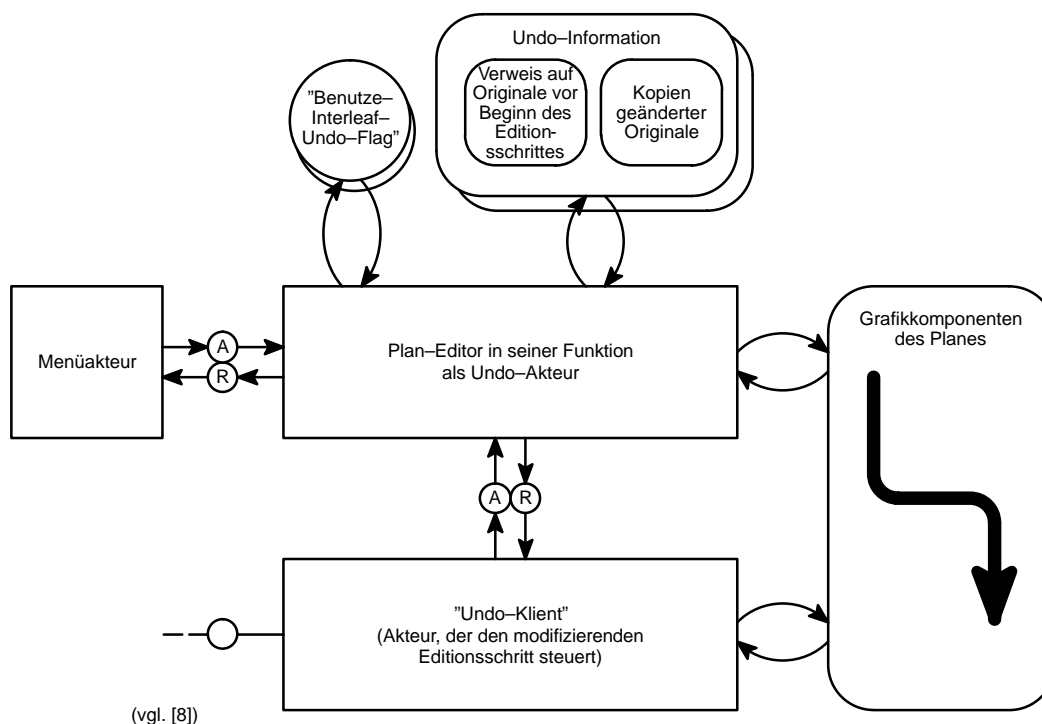 Undo–Information
Verweis auf
Originale vor
Beginn des
Edition-
sschrittes
Kopien
geänderter
Originale
”Benutze–
Interleaf–
Undo–Flag”
Menüakteur
A
R
Plan–Editor in seiner Funktion
als Undo–Akteur
Grafikkomponenten
des Planes
A
R
”Undo–Klient”
(Akteur, der den modifizierenden
Editionsschritt steuert)
(vgl. [8])